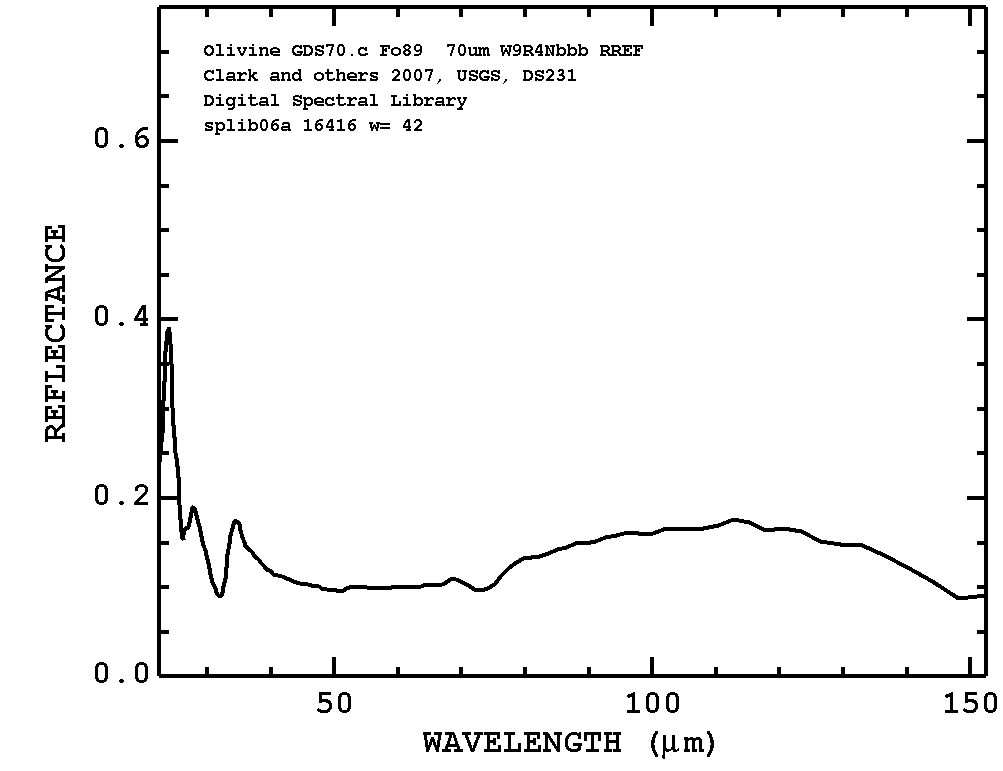 Olivine GDS70.c Fo89  70um W9R4Nbbb RREF
Clark and others 2007, USGS, DS231
Digital Spectral Library
splib06a 16416 w= 42
0.6
0.4
0.2
0.0
REFLECTANCE
50
100
150
WAVELENGTH (μm)